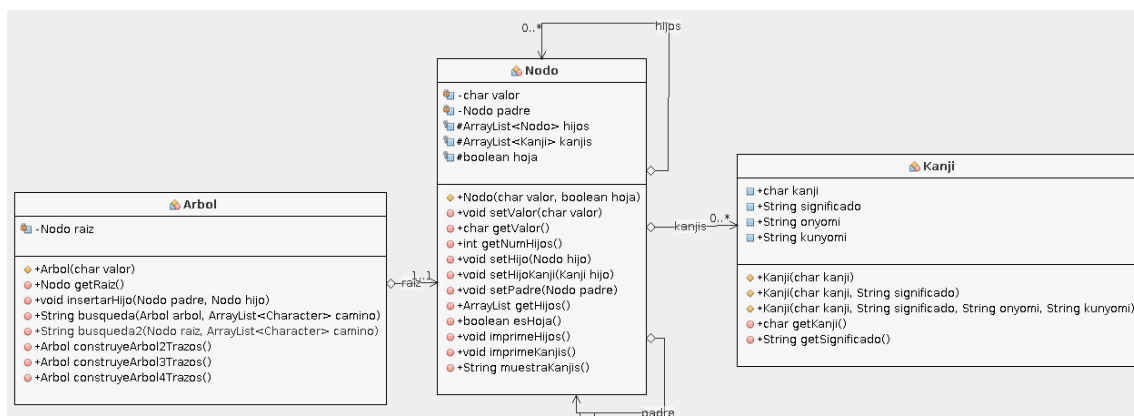 Arbol
-Nodo raiz
+Arbol(char valor)
+Nodo getRaiz()
+void insertarHijo(Nodo padre, Nodo hijo)
+String busqueda(Arbol arbol, ArrayList<Character> camino)
+String busqueda2(Nodo raiz, ArrayList<Character> camino)
+Arbol construyeArbol2Trazos()
+Arbol construyeArbol3Trazos()
+Arbol construyeArbol4Trazos()
raiz
1..1
0..*
hijos
Nodo
-char valor
-Nodo padre
#ArrayList<Nodo> hijos
#ArrayList<Kanji> kanjis
#boolean hoja
+Nodo(char valor, boolean hoja)
+void setValor(char valor)
+char getValor()
+int getNumHijos()
+void setHijo(Nodo hijo)
+void setHijoKanji(Kanji hijo)
+void setPadre(Nodo padre)
+ArrayList getHijos()
+boolean esHoja()
+void imprimeHijos()
+void imprimeKanjis()
+String muestraKanjis()
padre
kanjis
0..*
Kanji
+char kanji
+String significado
+String onyomi
+String kunyomi
+Kanji(char kanji)
+Kanji(char kanji, String significado)
+Kanji(char kanji, String significado, String onyomi, String kunyomi)
+char getKanji()
+String getSignificado()